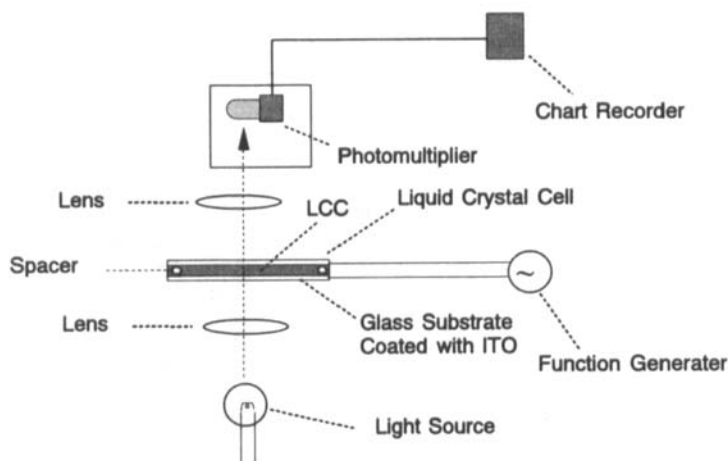 Chart Recorder
Photomultiplier
Lens
LCC
Liquid Crystal Cell
Spacer
~
Lens
Glass Substrate
Coated with ITO
Function Generater
Light Source